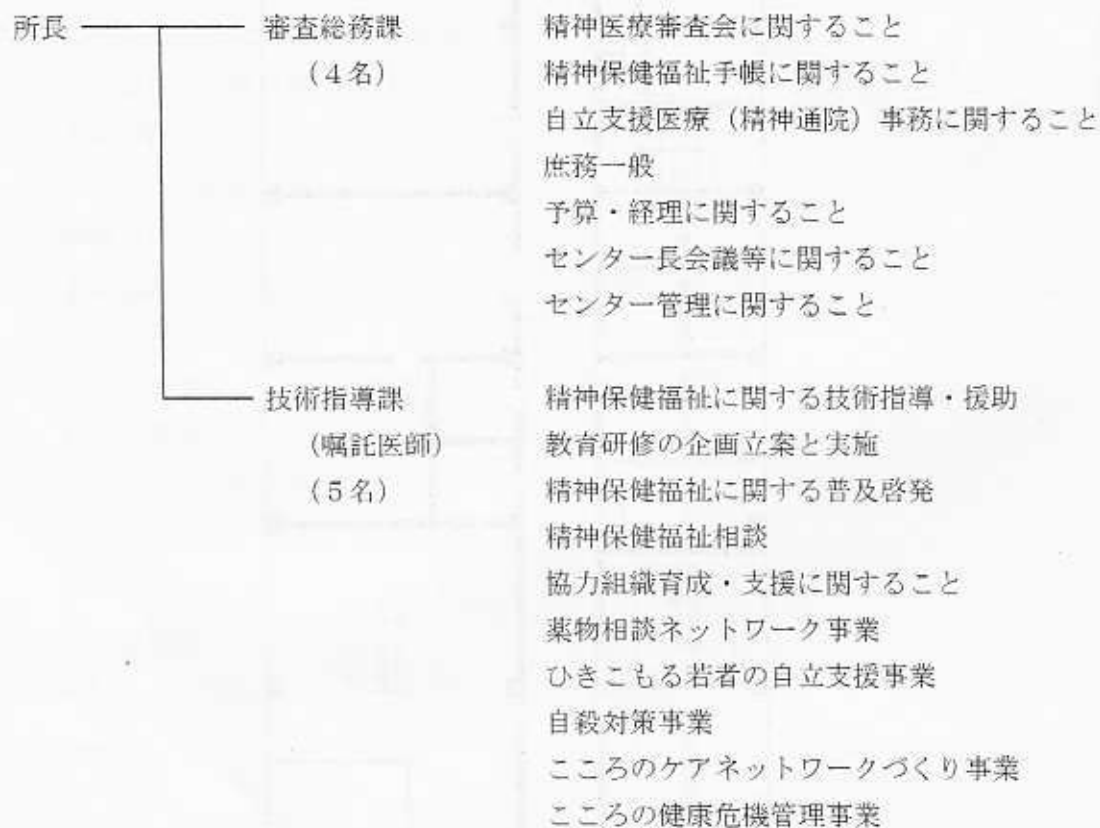 所長 審査総務課 精神医療審査会に関すること
（4名） 精神保健福祉手帳に関すること
自立支援医療（精神通院）事務に関すること
庶務一般
予算・経理に関すること
センター長会議等に関すること
センター管理に関すること
技術指導課 精神保健福祉に関する技術指導・援助
（嘱託医師） 教育研修の企画立案と実施
（5名） 精神保健福祉に関する普及啓発
精神保健福祉相談
協力組織育成・支援に関すること
薬物相談ネットワーク事業
ひきこもる若者の自立支援事業
自殺対策事業
こころのケアネットワークづくり事業
こころの健康危機管理事業